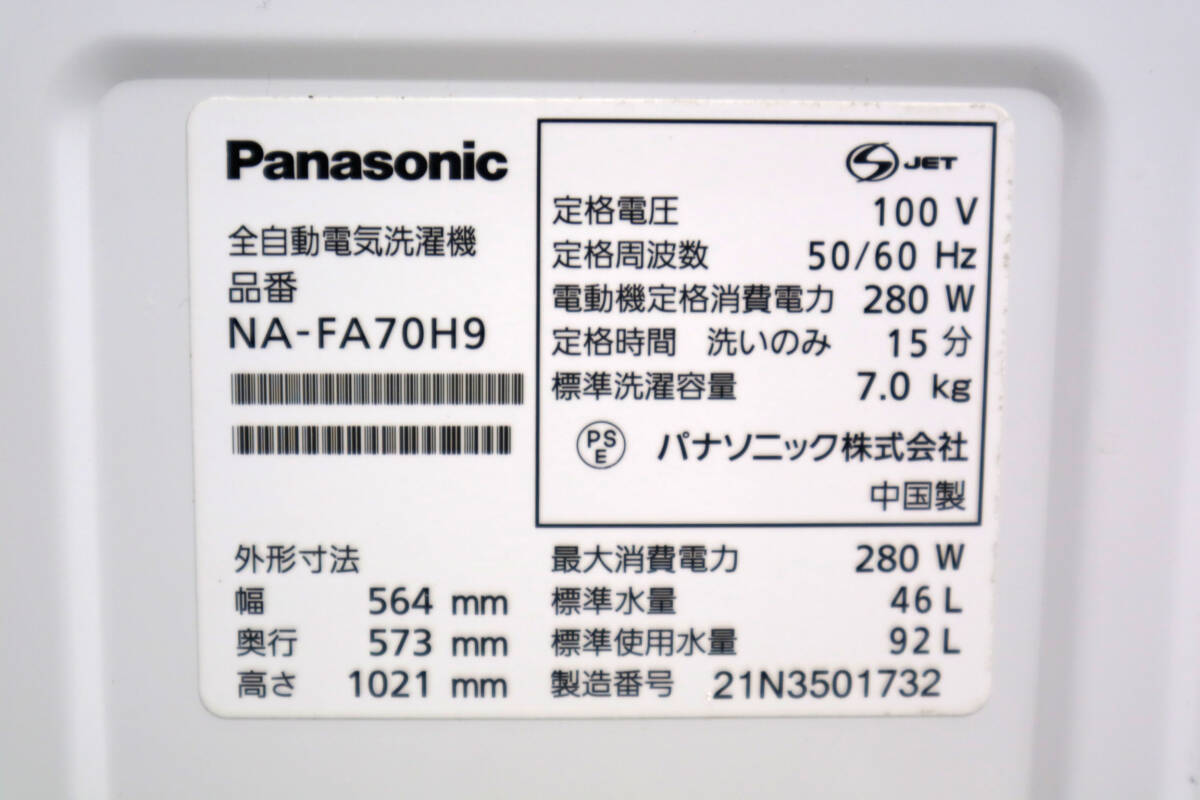 Panasonic
全自動電気洗濯機
品番
NA-FA70H9
S JET
定格電圧 100 V
定格周波数 50/60 Hz
電動機定格消費電力 280 W
定格時間 洗いのみ 15 分
標準洗濯容量 7.0 kg
PS E パナソニック株式会社
中国製
外形寸法
幅 564 mm
奥行 573 mm
高さ 1021 mm
最大消費電力 280 W
標準水量 46 L
標準使用水量 92 L
製造番号 21N3501732